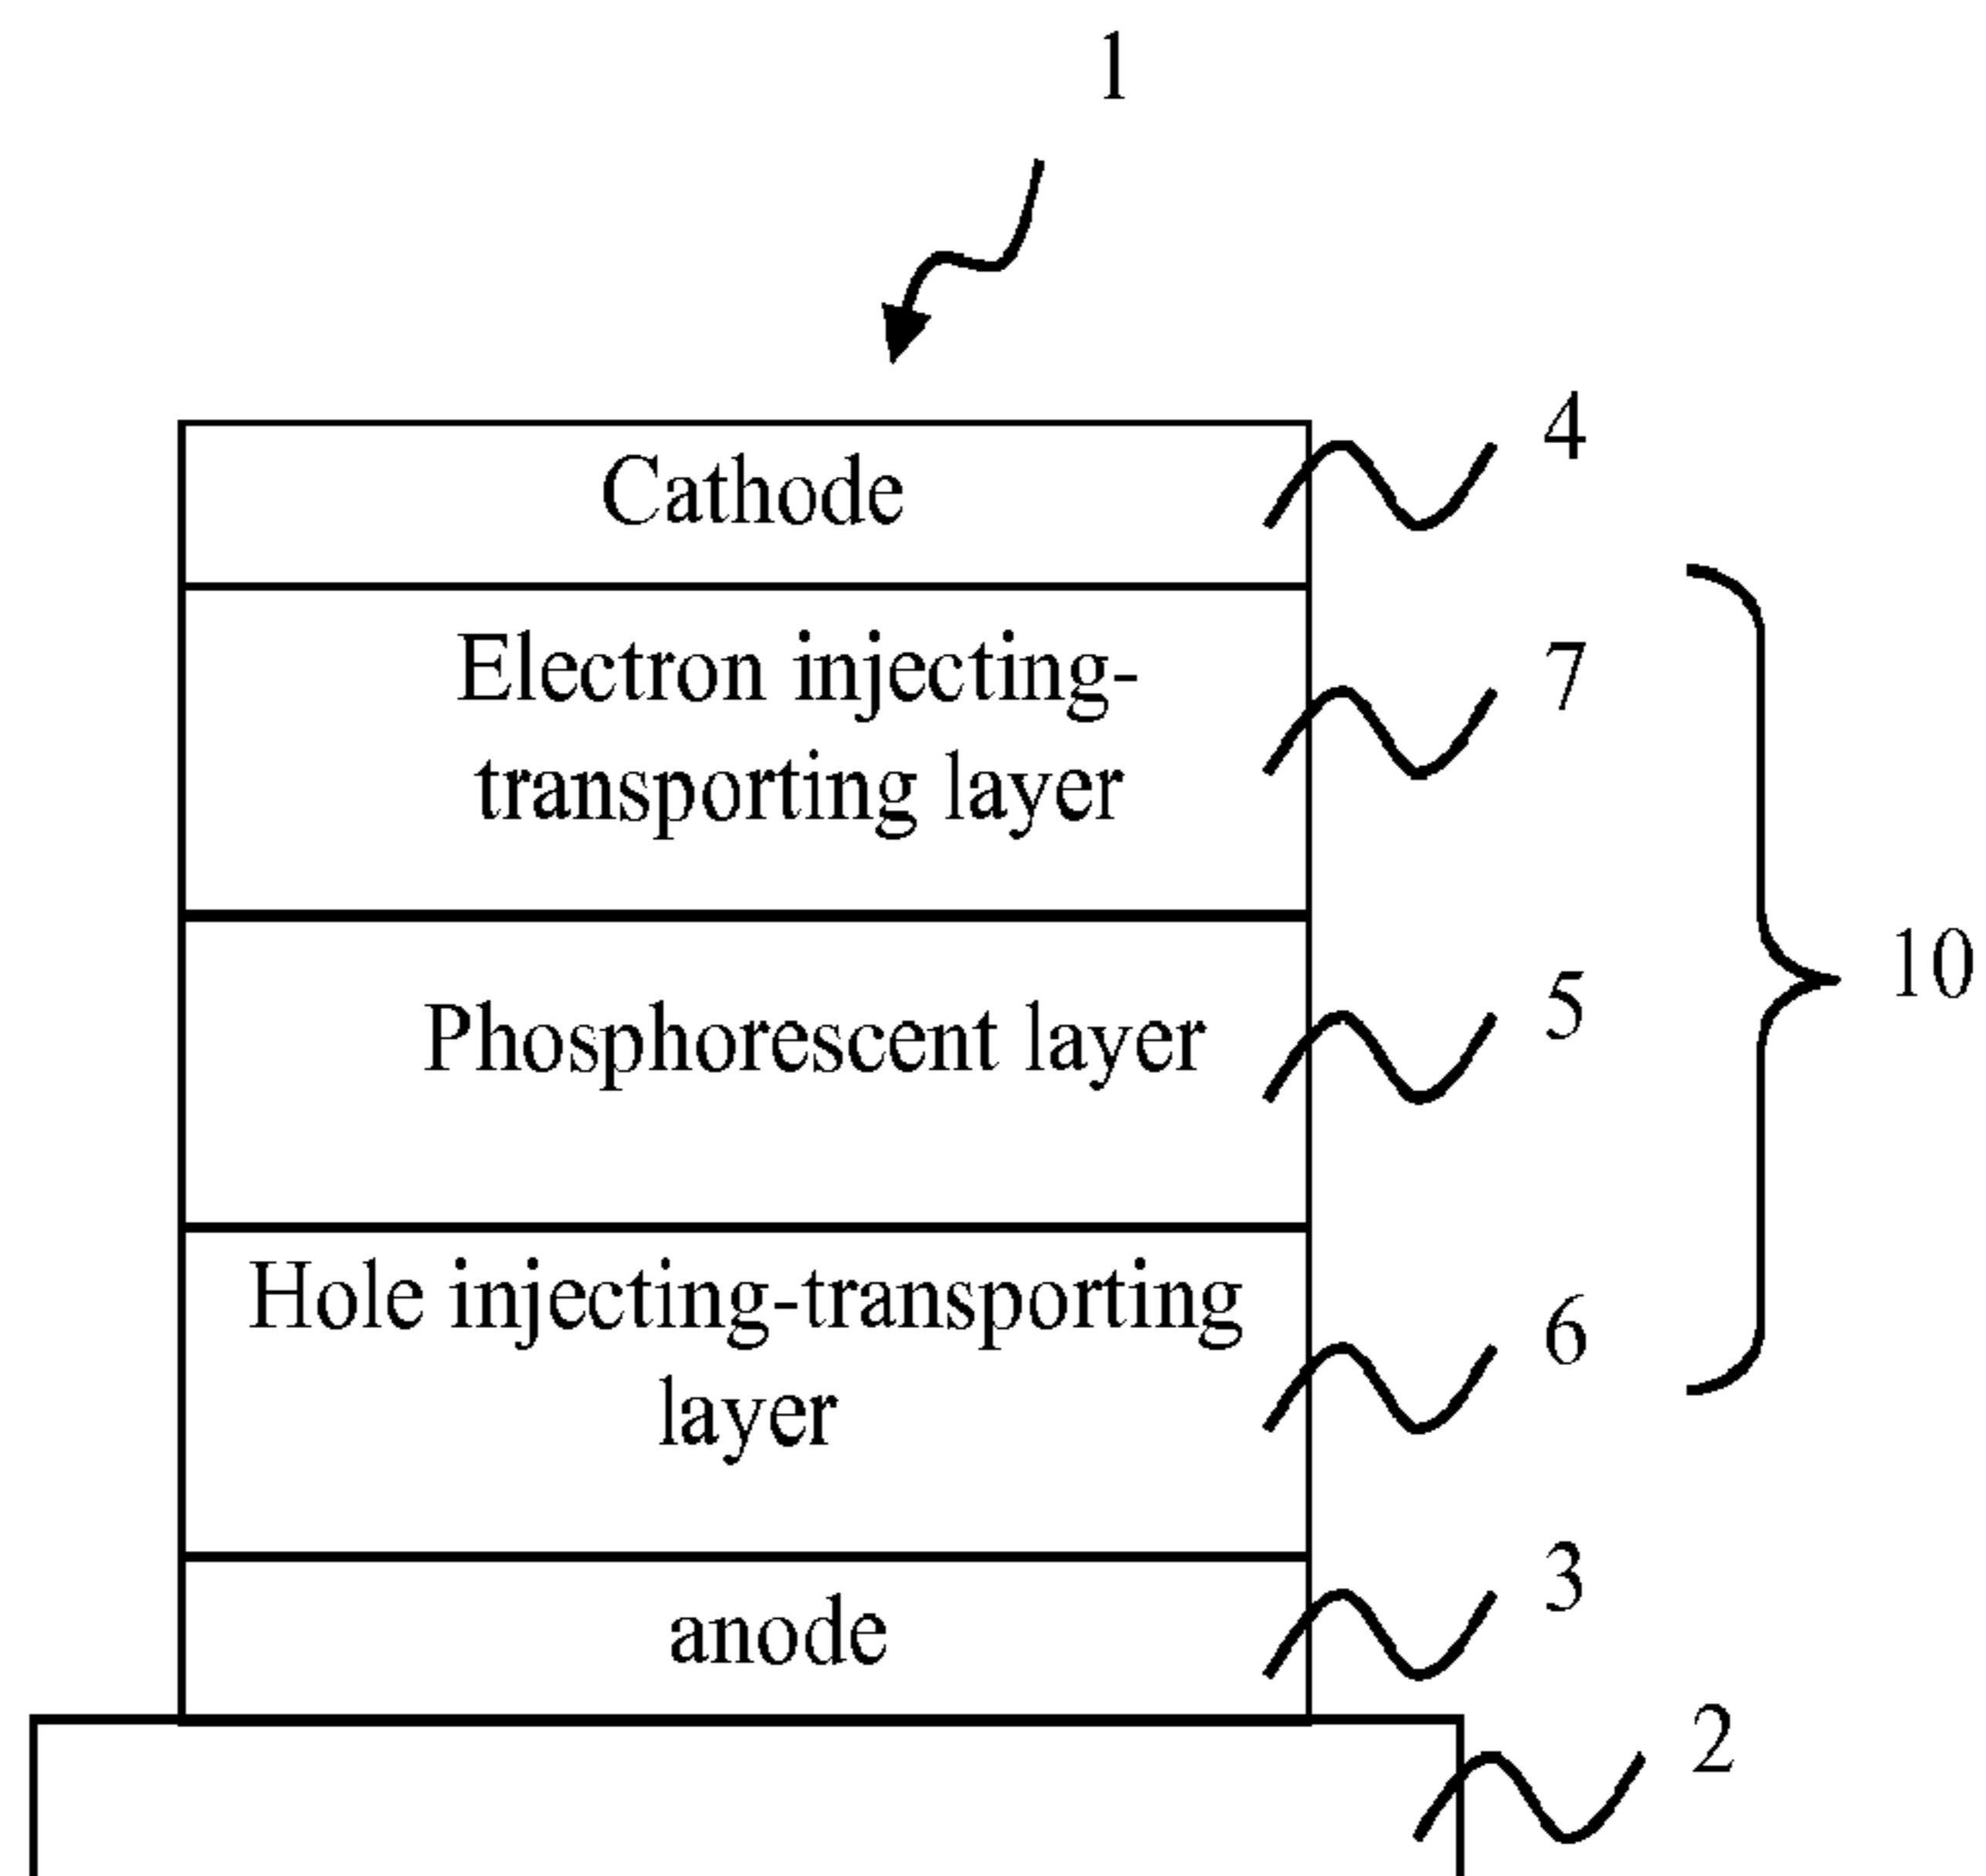 1
Cathode
4
Electron injecting-
transporting layer
7
Phosphorescent layer
5
10
Hole injecting-transporting
layer
6
anode
3
2